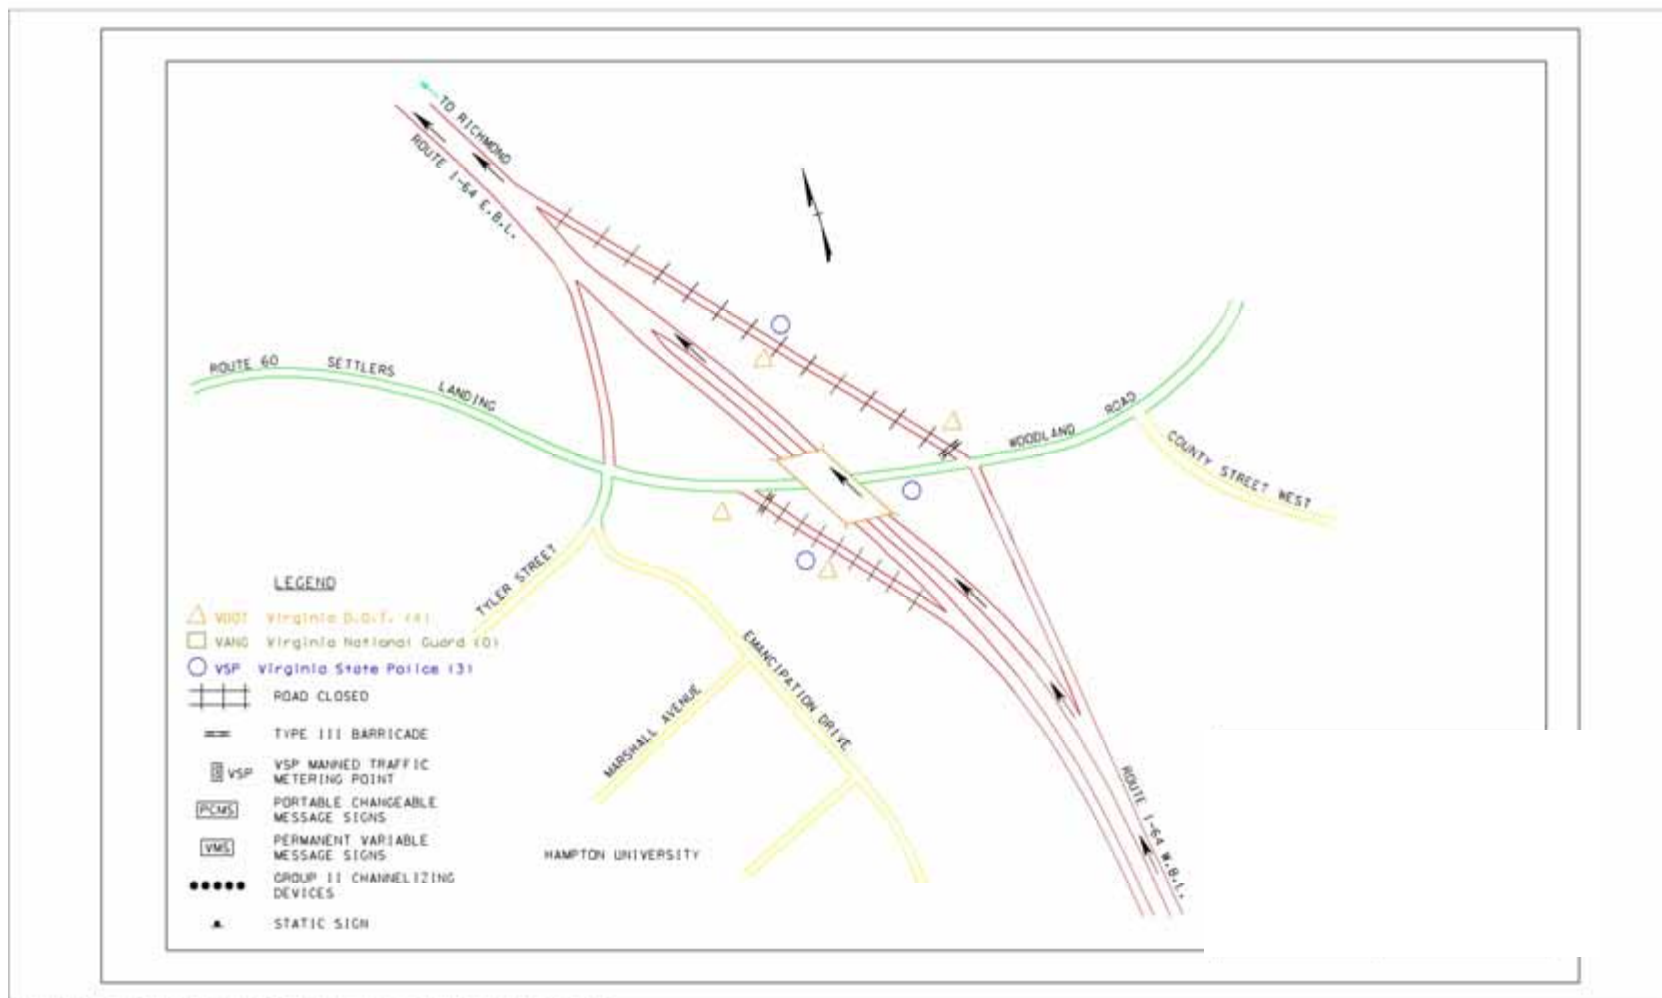 TO RICHMOND
ROUTE I-64 E.B.L.
ROUTE 60 SETTLERS LANDING
WOODLAND ROAD
COUNTY STREET WEST
TYLER STREET
EMANCIPATION DRIVE
MARSHALL AVENUE
HAMPTON UNIVERSITY
ROUTE I-64 W.B.L.
LEGEND
VDOT Virginia D.O.T. (4)
VANG Virginia National Guard (0)
VSP Virginia State Police (3)
ROAD CLOSED
TYPE III BARRICADE
VSP VSP MANNED TRAFFIC
METERING POINT
PCMS PORTABLE CHANGEABLE
MESSAGE SIGNS
VMS PERMANENT VARIABLE
MESSAGE SIGNS
GROUP II CHANNELIZING
DEVICES
STATIC SIGN